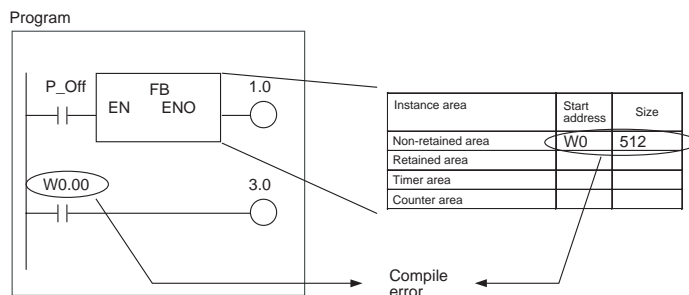 Program
P_Off
FB
1.0
EN ENO
W0.00
3.0
Instance area
Start address
Size
Non-retained area W0 512
Retained area
Timer area
Counter area
Compile
error